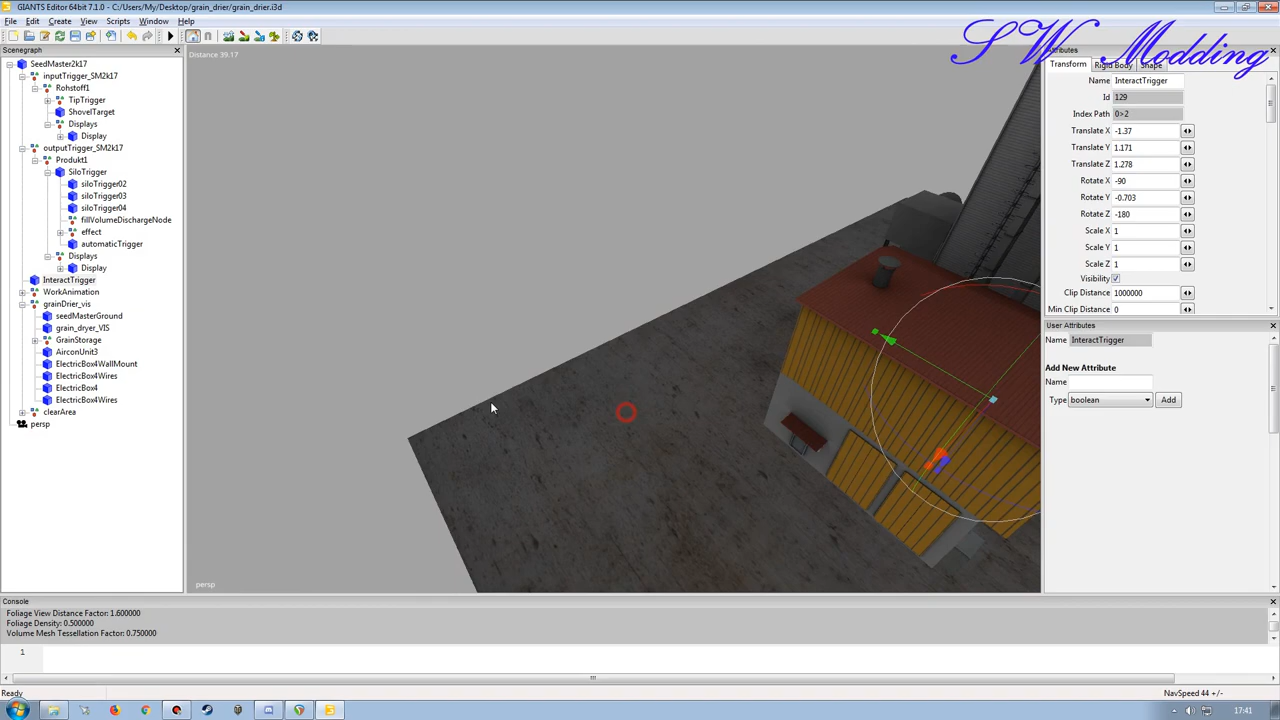 GIANTS Editor 64bit 7.1.0 - C:/Users/My/Desktop/grain_drier/grain_drier.i3d
File Edit Create View Scripts Window Help
SW Modding
Scenegraph
SeedMaster2k17
inputTrigger_SM2k17
Rohstoff1
TipTrigger
ShovelTarget
Displays
Display
outputTrigger_SM2k17
Produkt1
SiloTrigger
siloTrigger02
siloTrigger03
siloTrigger04
fillVolumeDischargeNode
effect
automaticTrigger
Displays
Display
InteractTrigger
WorkAnimation
grainDrier_vis
seedMasterGround
grain_dryer_VIS
GrainStorage
AirconUnit3
ElectricBox4WallMount
ElectricBox4Wires
ElectricBox4
ElectricBox4Wires
clearArea
persp
Distance 39.17
persp
Attributes
Transform Rigid Body Shape
Name InteractTrigger
Id 129
Index Path 0>2
Translate X -1.37
Translate Y 1.171
Translate Z 1.278
Rotate X -90
Rotate Y -0.703
Rotate Z -180
Scale X 1
Scale Y 1
Scale Z 1
Visibility
Clip Distance 1000000
Min Clip Distance 0
User Attributes
Name InteractTrigger
Add New Attribute
Name
Type boolean Add
Console
Foliage View Distance Factor: 1.600000
Foliage Density: 0.500000
Volume Mesh Tessellation Factor: 0.750000
1
Ready
NavSpeed 44 +/-
17:41